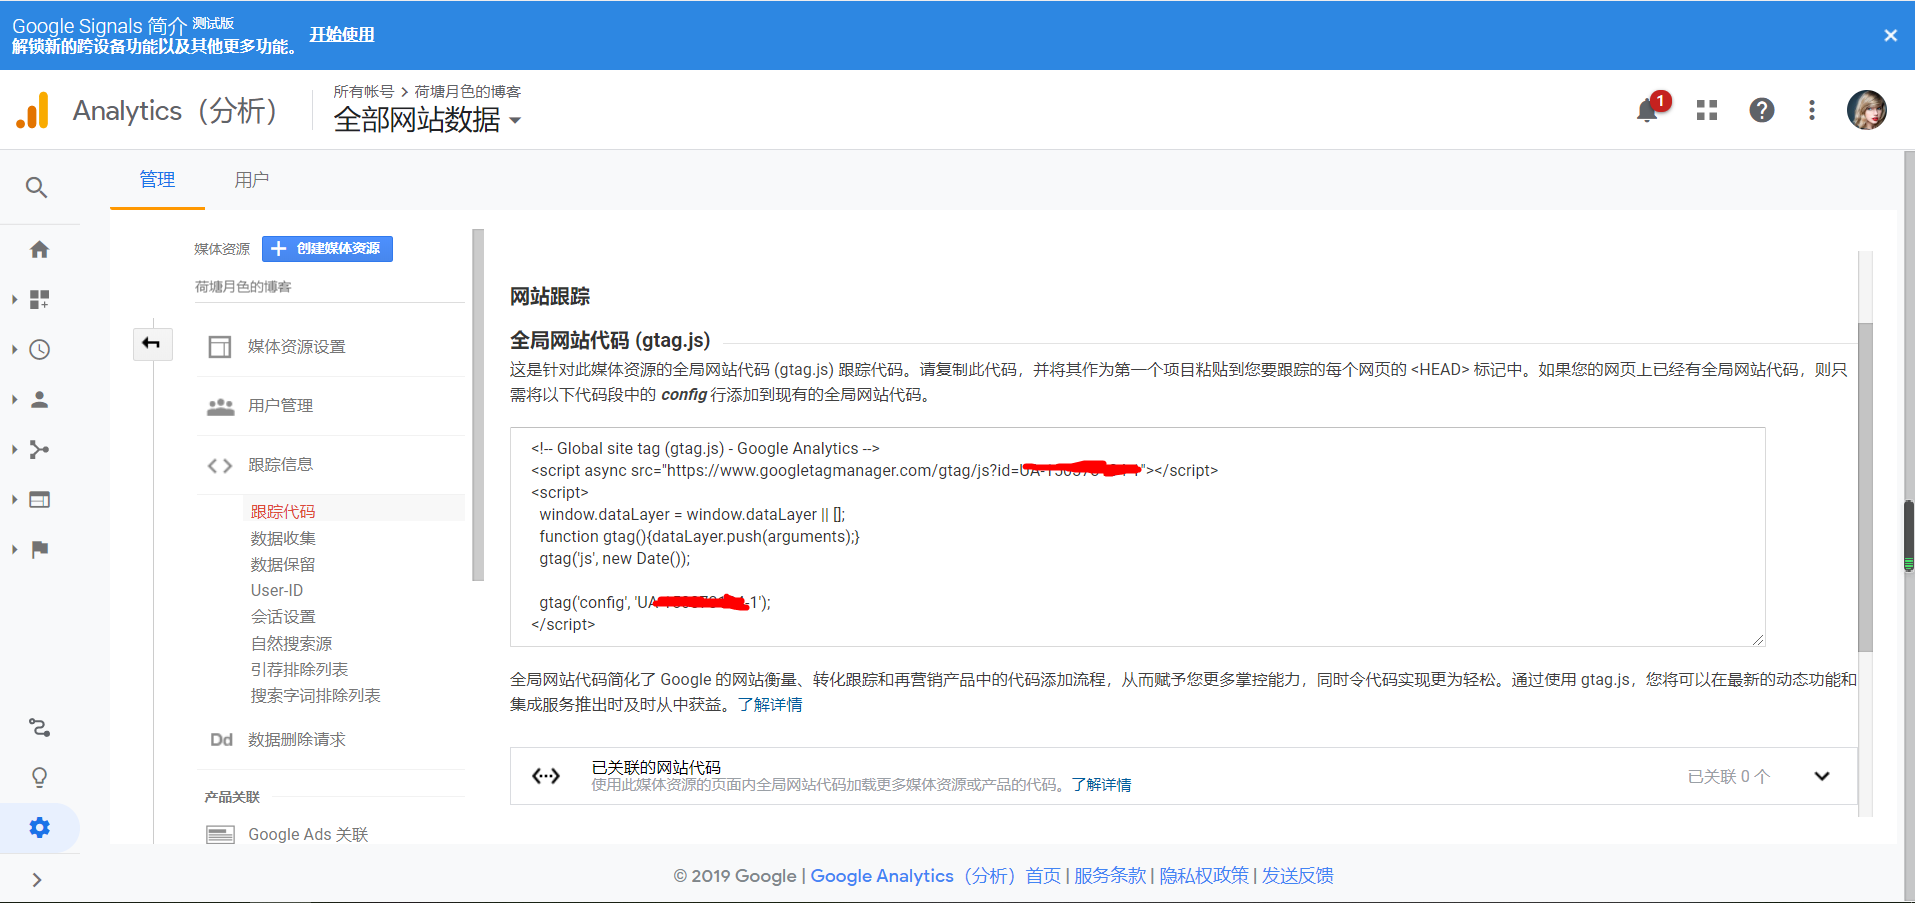 Google Signals 简介 测试版
解锁新的跨设备功能以及其他更多功能。 开始使用
Analytics（分析）
所有帐号 > 荷塘月色的博客
全部网站数据
1
管理
用户
媒体资源
创建媒体资源
荷塘月色的博客
媒体资源设置
用户管理
跟踪信息
跟踪代码
数据收集
数据保留
User-ID
会话设置
自然搜索源
引荐排除列表
搜索字词排除列表
Dd 数据删除请求
产品关联
Google Ads 关联
网站跟踪
全局网站代码 (gtag.js)
这是针对此媒体资源的全局网站代码 (gtag.js) 跟踪代码。请复制此代码，并将其作为第一个项目粘贴到您要跟踪的每个网页的 <HEAD> 标记中。如果您的网页上已经有全局网站代码，则只
需将以下代码段中的 config 行添加到现有的全局网站代码。
<!-- Global site tag (gtag.js) - Google Analytics -->
<script async src="https://www.googletagmanager.com/gtag/js?id=UA-"></script>
<script>
window.dataLayer = window.dataLayer || [];
function gtag(){dataLayer.push(arguments);}
gtag('js', new Date());
gtag('config', 'UA-1');
</script>
全局网站代码简化了 Google 的网站衡量、转化跟踪和再营销产品中的代码添加流程，从而赋予您更多掌控能力，同时令代码实现更为轻松。通过使用 gtag.js，您将可以在最新的动态功能和
集成服务推出时及时从中获益。了解详情
已关联的网站代码
使用此媒体资源的页面内全局网站代码加载更多媒体资源或产品的代码。了解详情
已关联 0 个
© 2019 Google | Google Analytics（分析）首页 | 服务条款 | 隐私权政策 | 发送反馈